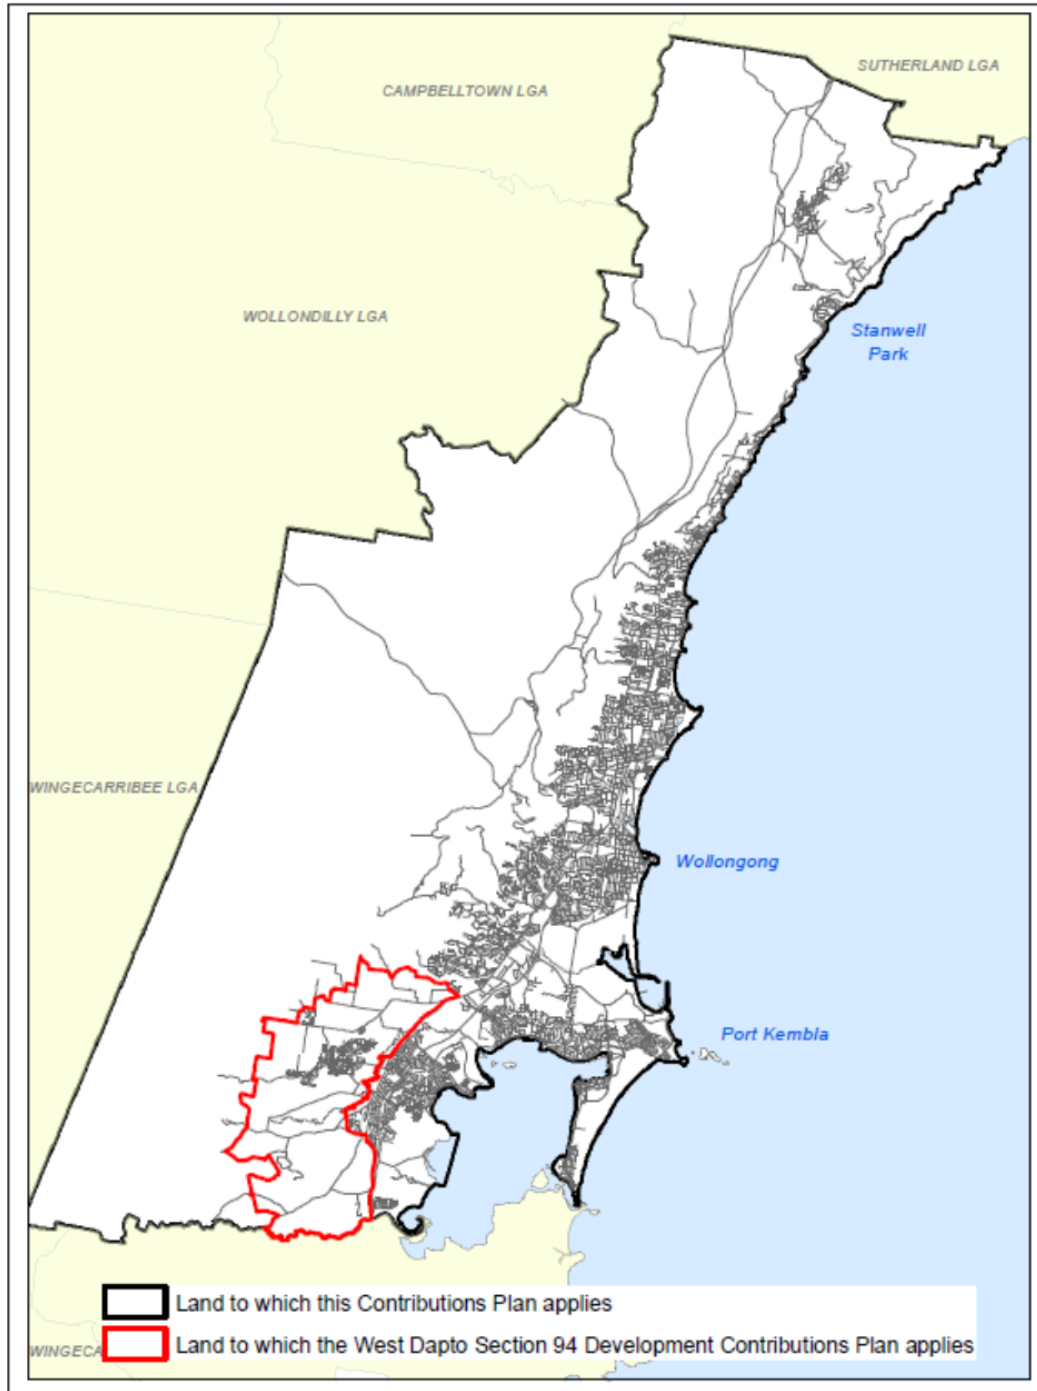 SUTHERLAND LGA
CAMPBELLTOWN LGA
WOLLONDILLY LGA
Stanwell
Park
WINGECARRIBEE LGA
Wollongong
Port Kembla
Land to which this Contributions Plan applies
Land to which the West Dapto Section 94 Development Contributions Plan applies
WINGECA